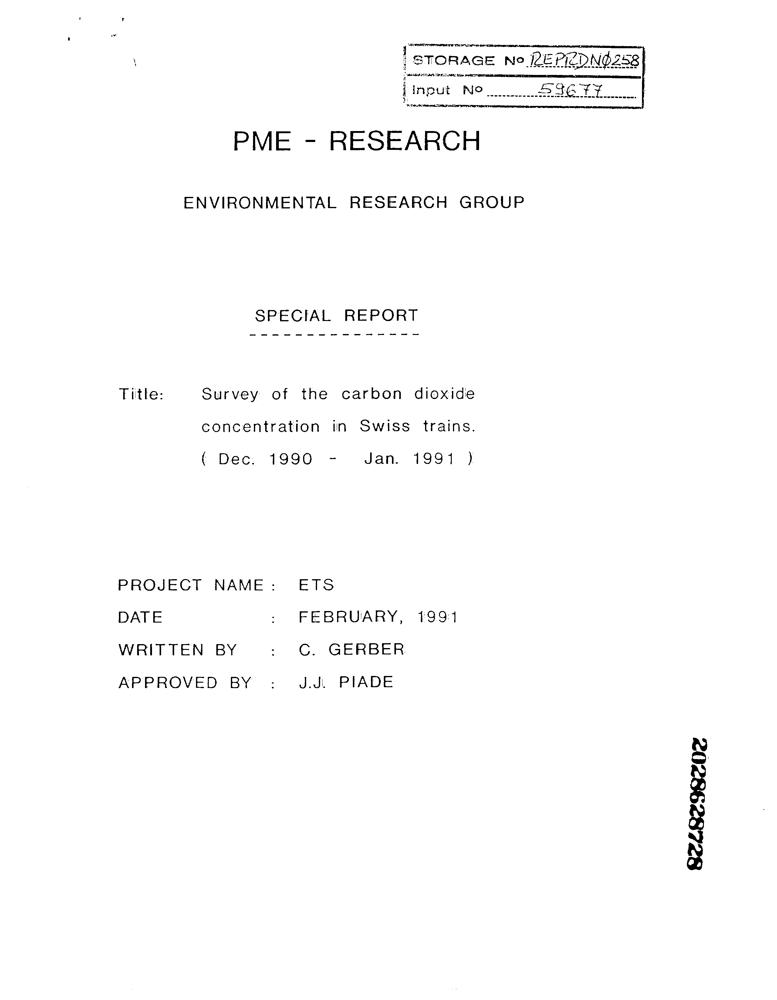 STORAGE No REPRDNØ258
Input No 59677
PME - RESEARCH
ENVIRONMENTAL RESEARCH GROUP
SPECIAL REPORT
---------------
Title: Survey of the carbon dioxide
concentration in Swiss trains.
( Dec. 1990 - Jan. 1991 )
PROJECT NAME : ETS
DATE : FEBRUARY, 1991
WRITTEN BY : C. GERBER
APPROVED BY : J.J. PIADE
2028628728